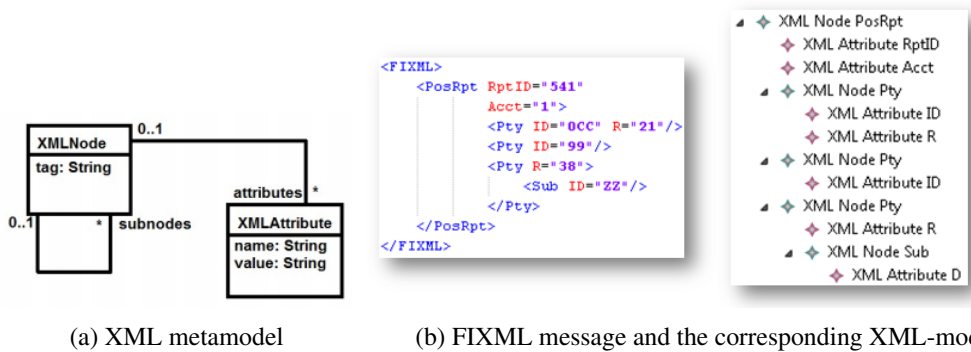 0..1
XMLNode
tag: String
attributes *
0..1 * subnodes
XMLAttribute
name: String
value: String
(a) XML metamodel
<FIXML>
<PosRpt RptID="541"
Acct="1">
<Pty ID="OCC" R="21"/>
<Pty ID="99"/>
<Pty R="38">
<Sub ID="ZZ"/>
</Pty>
</PosRpt>
</FIXML>
XML Node PosRpt
XML Attribute RptID
XML Attribute Acct
XML Node Pty
XML Attribute ID
XML Attribute R
XML Node Pty
XML Attribute ID
XML Node Pty
XML Attribute R
XML Node Sub
XML Attribute D
(b) FIXML message and the corresponding XML-mod